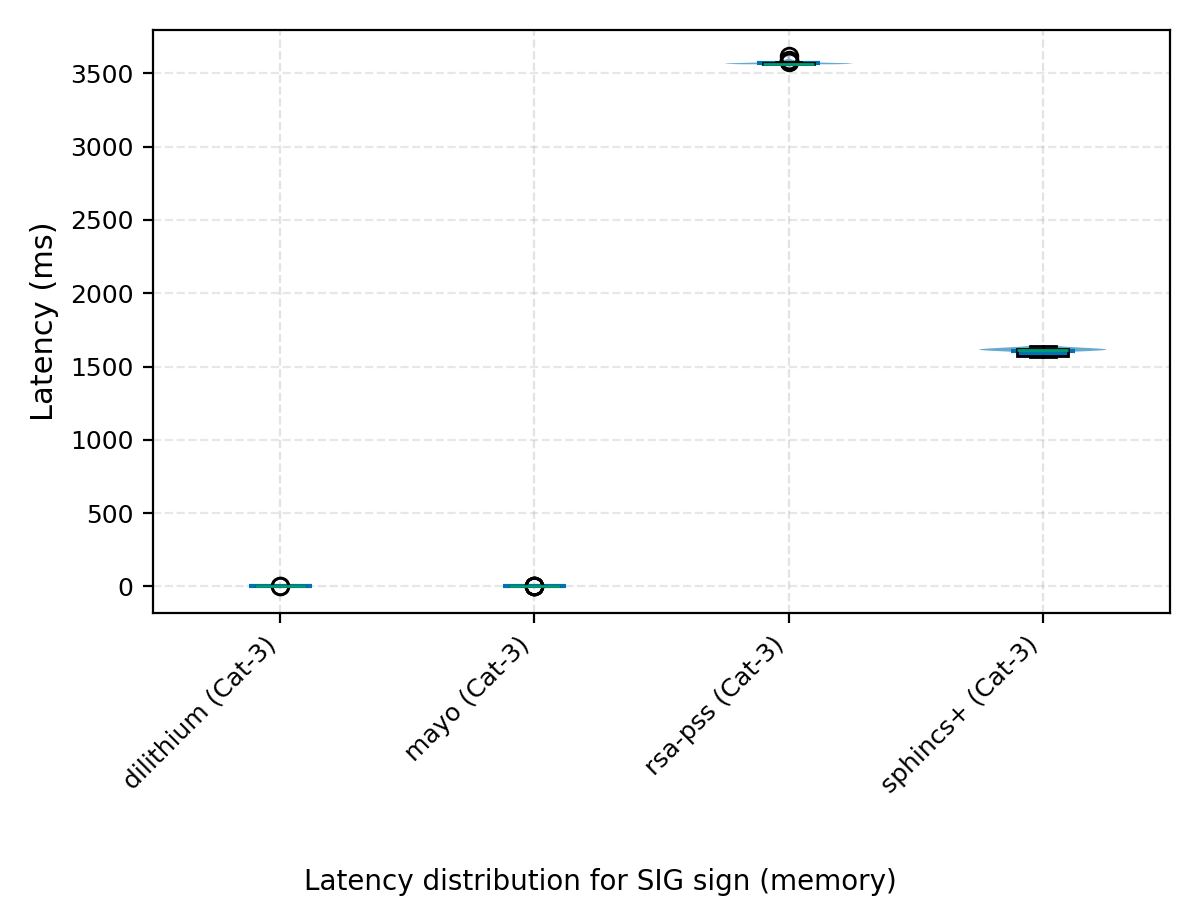 Latency (ms)
3500
3000
2500
2000
1500
1000
500
0
dilithium (Cat-3)
mayo (Cat-3)
rsa-pss (Cat-3)
sphincs+ (Cat-3)
Latency distribution for SIG sign (memory)